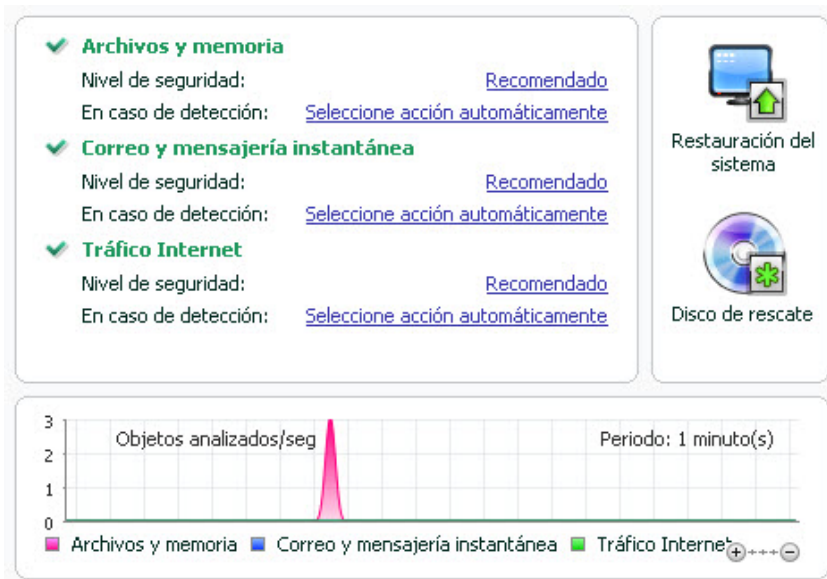 Archivos y memoria
Nivel de seguridad: Recomendado
En caso de detección: Seleccione acción automáticamente
Correo y mensajería instantánea
Nivel de seguridad: Recomendado
En caso de detección: Seleccione acción automáticamente
Tráfico Internet
Nivel de seguridad: Recomendado
En caso de detección: Seleccione acción automáticamente
Restauración del
sistema
Disco de rescate
Objetos analizados/seg Periodo: 1 minuto(s)
3
2
1
0
Archivos y memoria Correo y mensajería instantánea Tráfico Internet